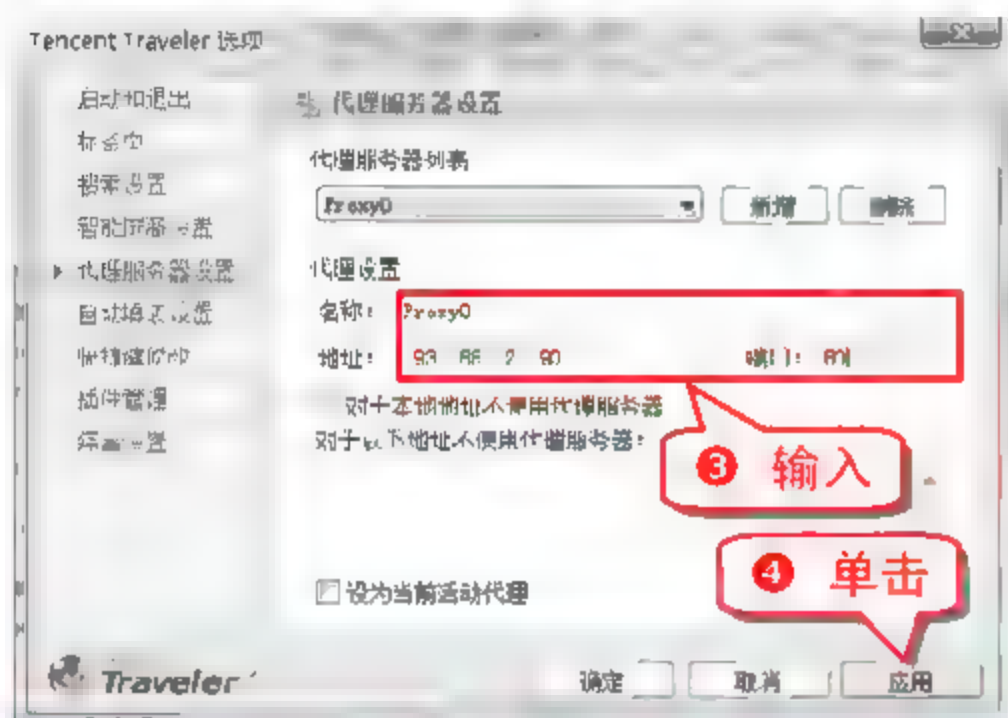 Tencent Traveler 选项
启动和退出
标签页
搜索设置
智能屏蔽设置
代理服务器设置
自动填表设置
快捷键修改
插件管理
代理服务器设置
代理服务器列表
Proxy0
新增
删除
代理设置
名称: Proxy0
地址: 93 2 90 端口: 80
对于本地地址不使用代理服务器
对于以下地址不使用代理服务器:
❸ 输入
❹ 单击
设为当前活动代理
Traveler
确定
取消
应用